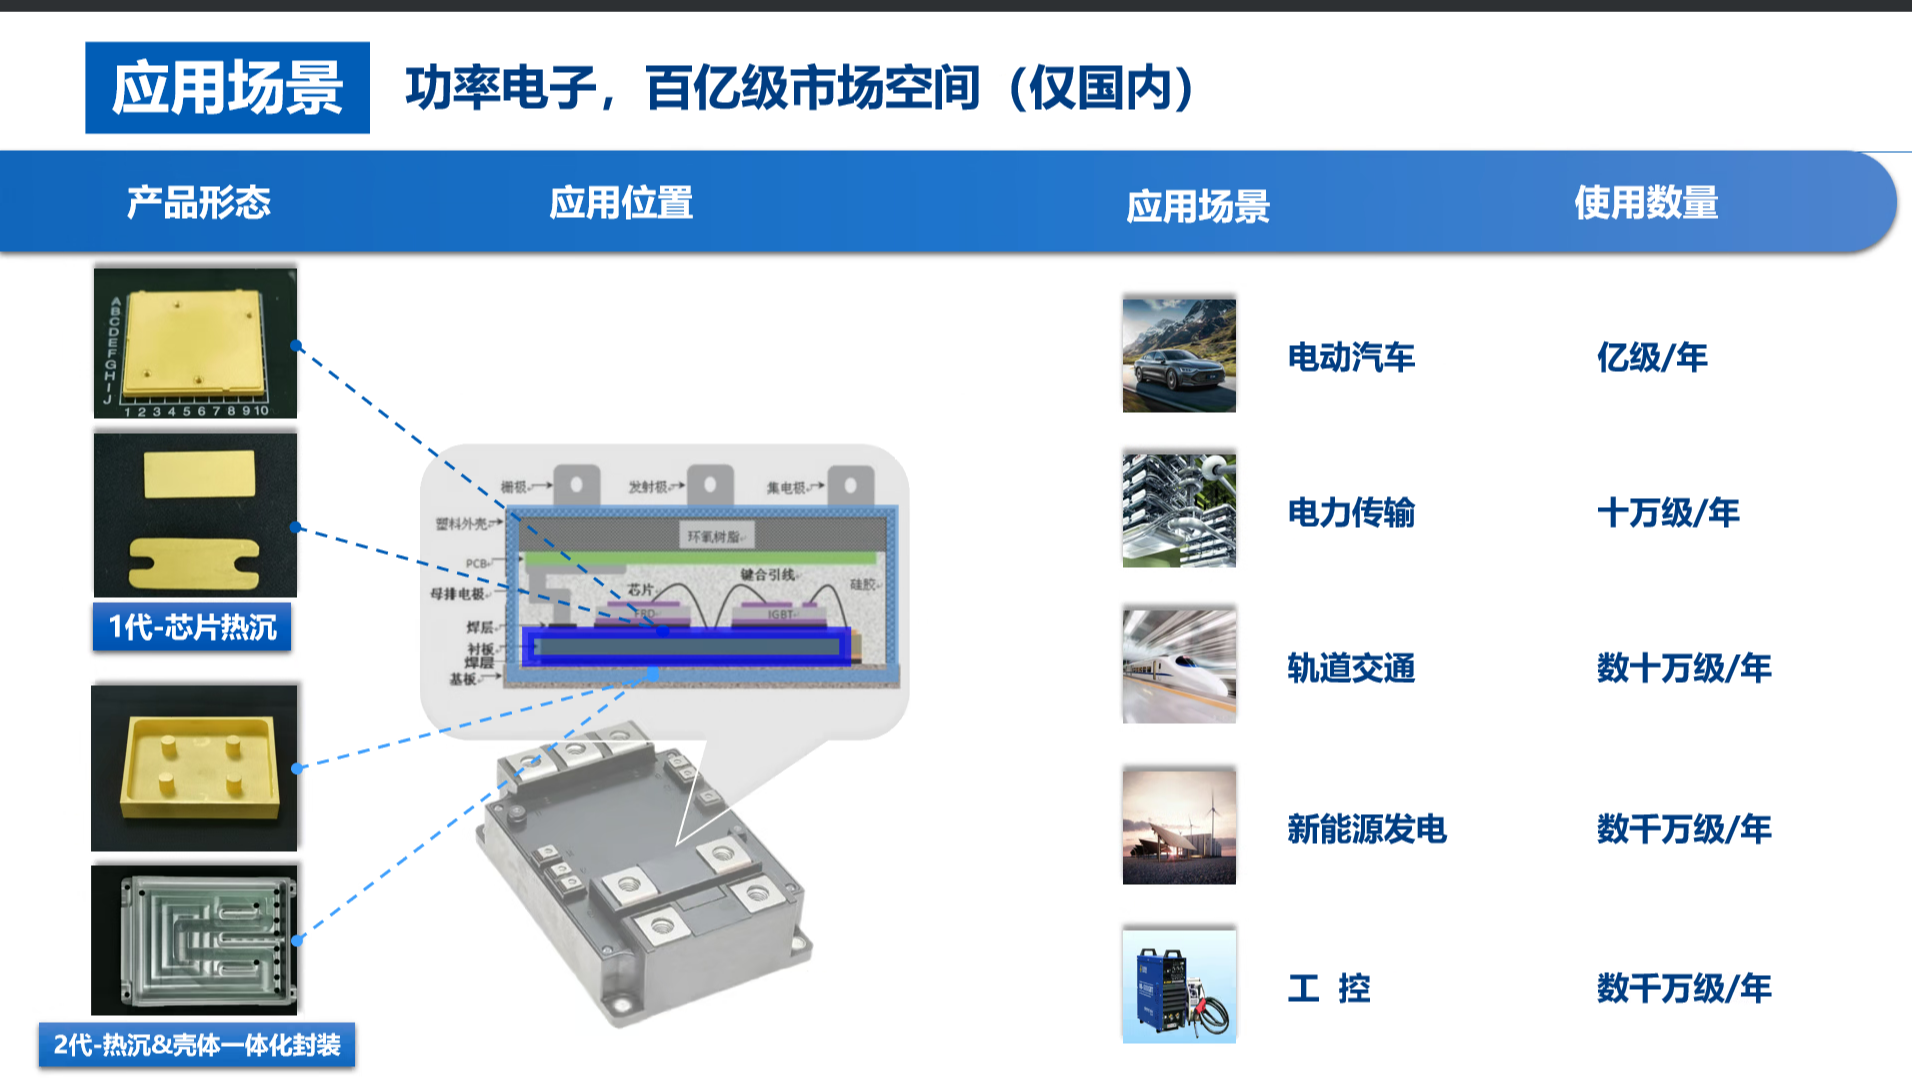 应用场景
功率电子，百亿级市场空间（仅国内）
产品形态
应用位置
应用场景
使用数量
A
B
C
D
E
F
G
H
I
J
1 2 3 4 5 6 7 8 9 10
1代-芯片热沉
2代-热沉&壳体一体化封装
栅极
发射极
集电极
塑料外壳
环氧树脂
PCB
键合引线
母排电极
芯片
硅胶
FRD
IGBT
焊层
衬板
焊层
基板
电动汽车
亿级/年
电力传输
十万级/年
轨道交通
数十万级/年
新能源发电
数千万级/年
工 控
数千万级/年